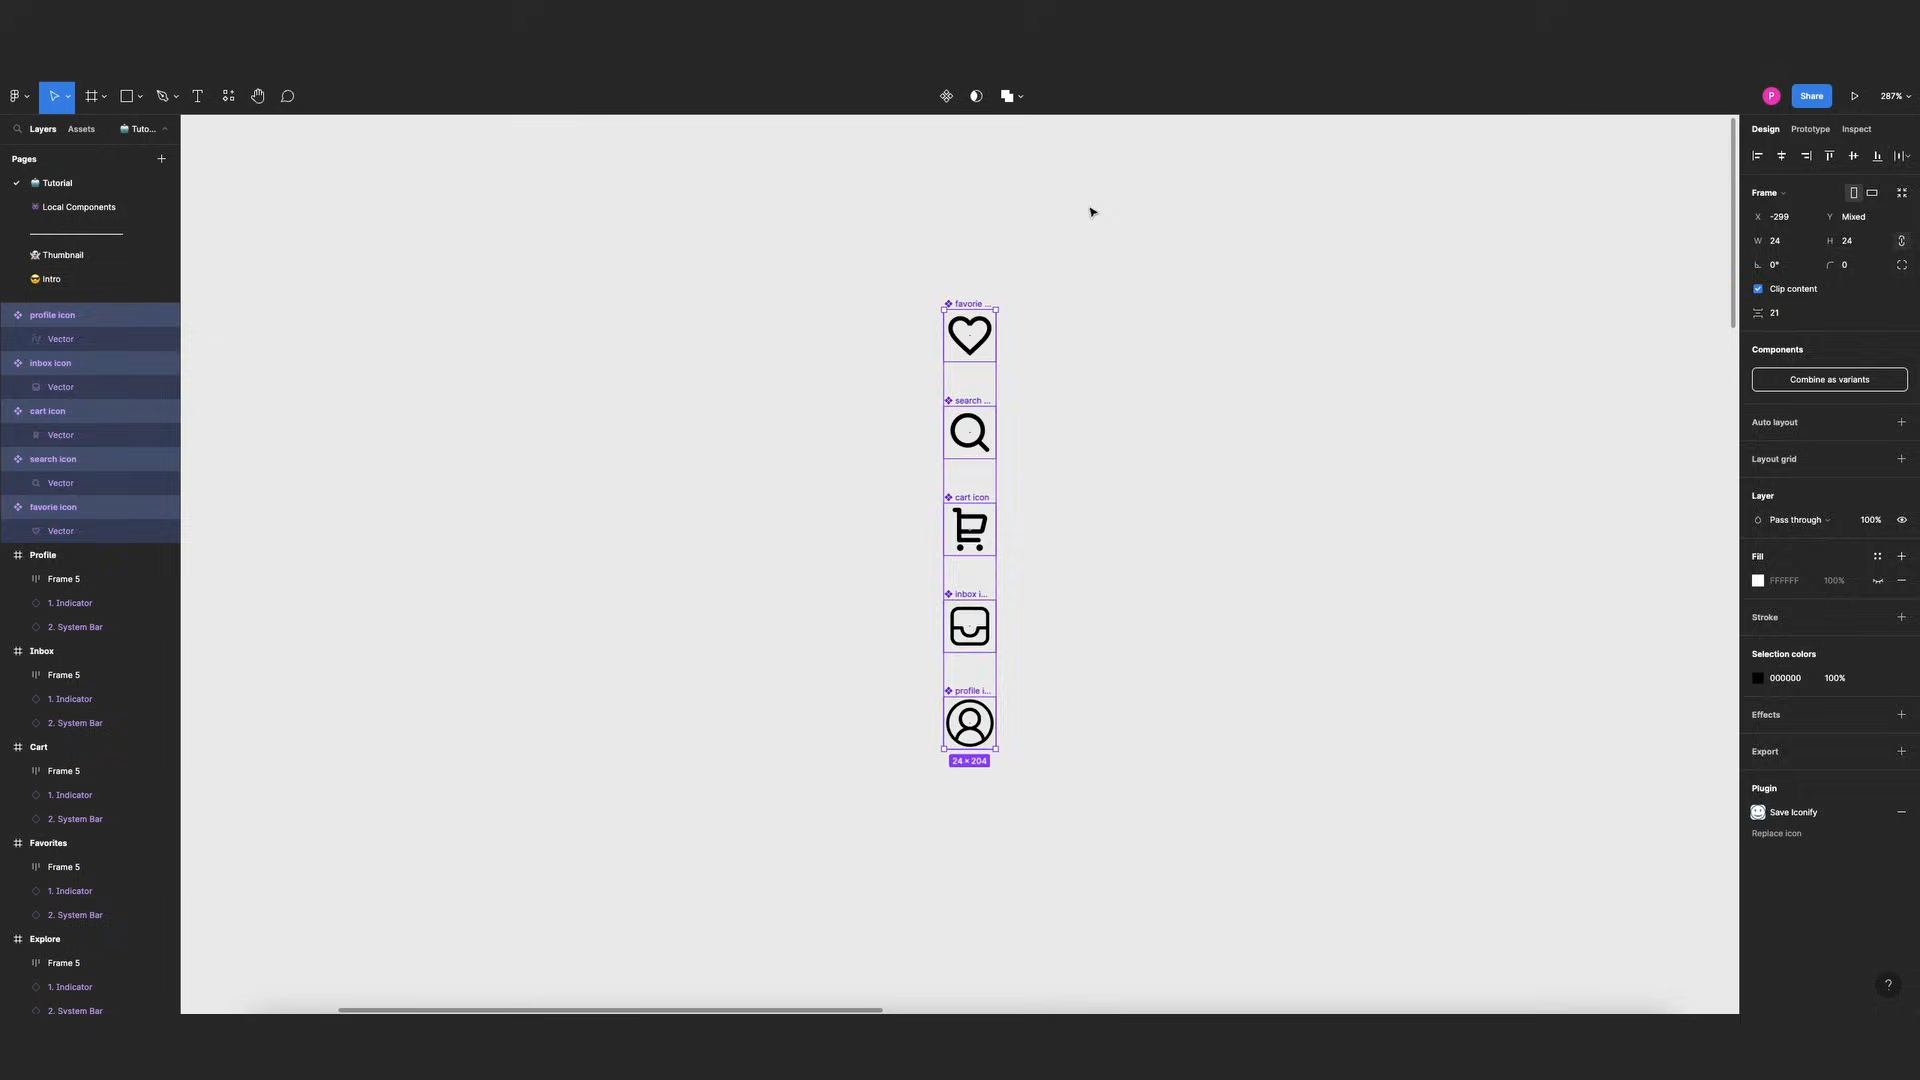 P
Share
287%
Layers
Assets
Tuto...
Design
Prototype
Inspect
Pages
Tutorial
Local Components
Thumbnail
Intro
profile icon
Vector
inbox icon
Vector
cart icon
Vector
search icon
Vector
favorie icon
Vector
Profile
Frame 5
1. Indicator
2. System Bar
Inbox
Frame 5
1. Indicator
2. System Bar
Cart
Frame 5
1. Indicator
2. System Bar
Favorites
Frame 5
1. Indicator
2. System Bar
Explore
Frame 5
1. Indicator
2. System Bar
favorie ...
search ...
cart icon
inbox i...
profile i...
24 × 204
Frame
X -299 Y Mixed
W 24 H 24
0° 0
Clip content
21
Components
Combine as variants
Auto layout
Layout grid
Layer
Pass through 100%
Fill
FFFFFF 100%
Stroke
Selection colors
000000 100%
Effects
Export
Plugin
Save Iconify
Replace icon
?